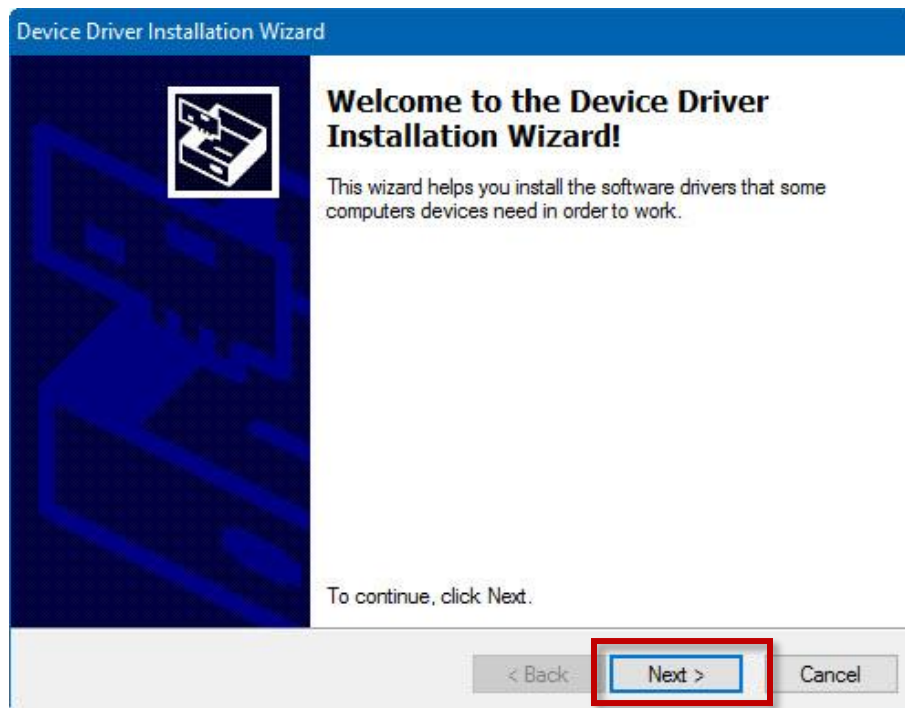 Device Driver Installation Wizard
Welcome to the Device Driver
Installation Wizard!
This wizard helps you install the software drivers that some
computers devices need in order to work.
To continue, click Next.
< Back
Next >
Cancel